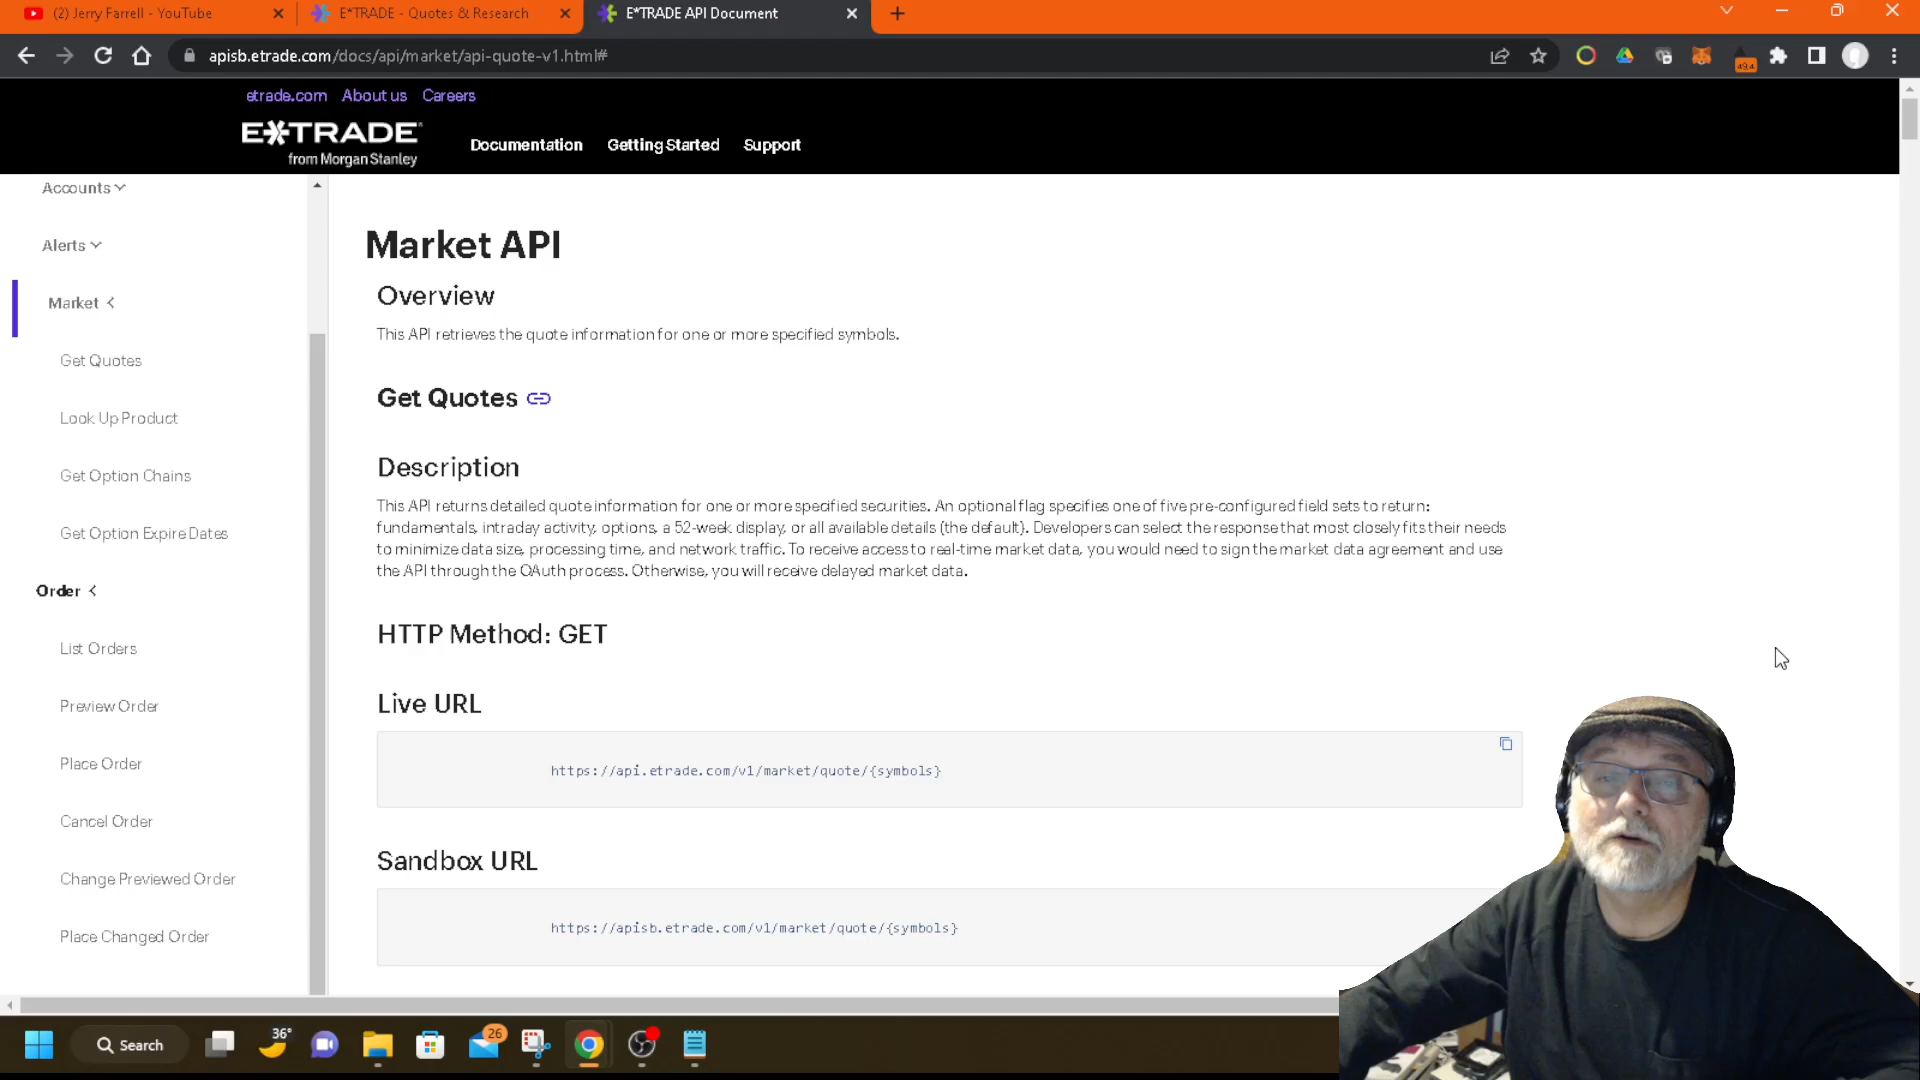 (2) Jerry Farrell - YouTube
E*TRADE - Quotes & Research
E*TRADE API Document
apisb.etrade.com/docs/api/market/api-quote-v1.html#
49.4
etrade.com About us Careers
E*TRADE
from Morgan Stanley
Documentation Getting Started Support
Accounts
Alerts
Market
Get Quotes
Look Up Product
Get Option Chains
Get Option Expire Dates
Order
List Orders
Preview Order
Place Order
Cancel Order
Change Previewed Order
Place Changed Order
Market API
Overview
This API retrieves the quote information for one or more specified symbols.
Get Quotes
Description
This API returns detailed quote information for one or more specified securities. An optional flag specifies one of five pre-configured field sets to return:
fundamentals, intraday activity, options, a 52-week display, or all available details (the default). Developers can select the response that most closely fits their needs
to minimize data size, processing time, and network traffic. To receive access to real-time market data, you would need to sign the market data agreement and use
the API through the OAuth process. Otherwise, you will receive delayed market data.
HTTP Method: GET
Live URL
https://api.etrade.com/v1/market/quote/{symbols}
Sandbox URL
https://apisb.etrade.com/v1/market/quote/{symbols}
Search
36°
26